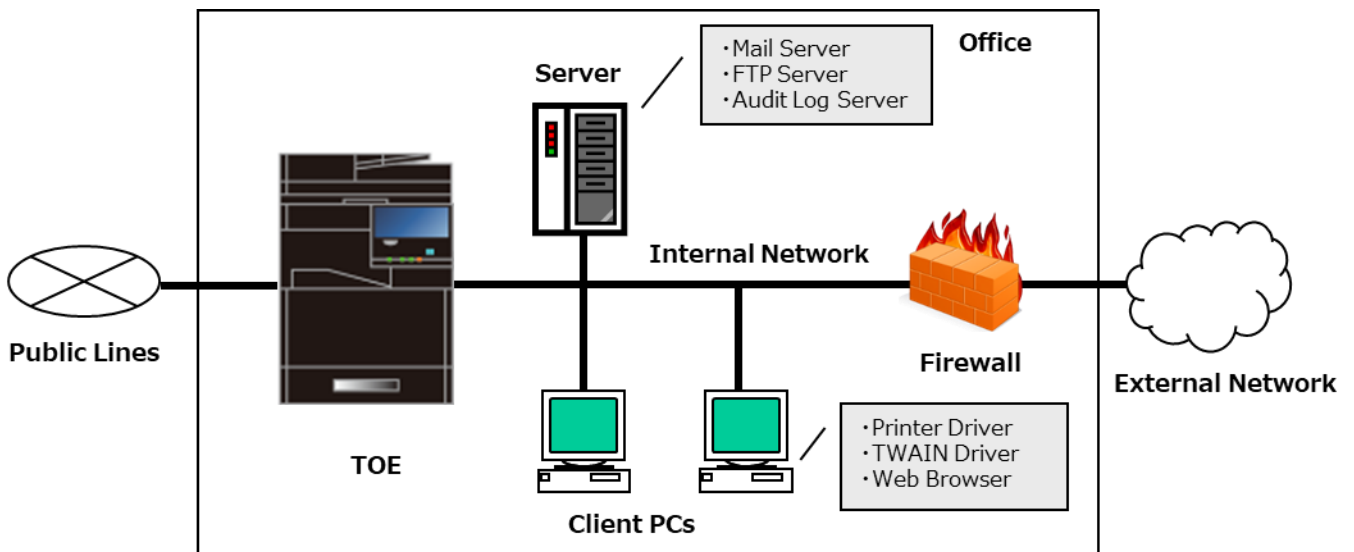 Office
Server
・Mail Server
・FTP Server
・Audit Log Server
Internal Network
Public Lines
TOE
Firewall
External Network
Client PCs
・Printer Driver
・TWAIN Driver
・Web Browser